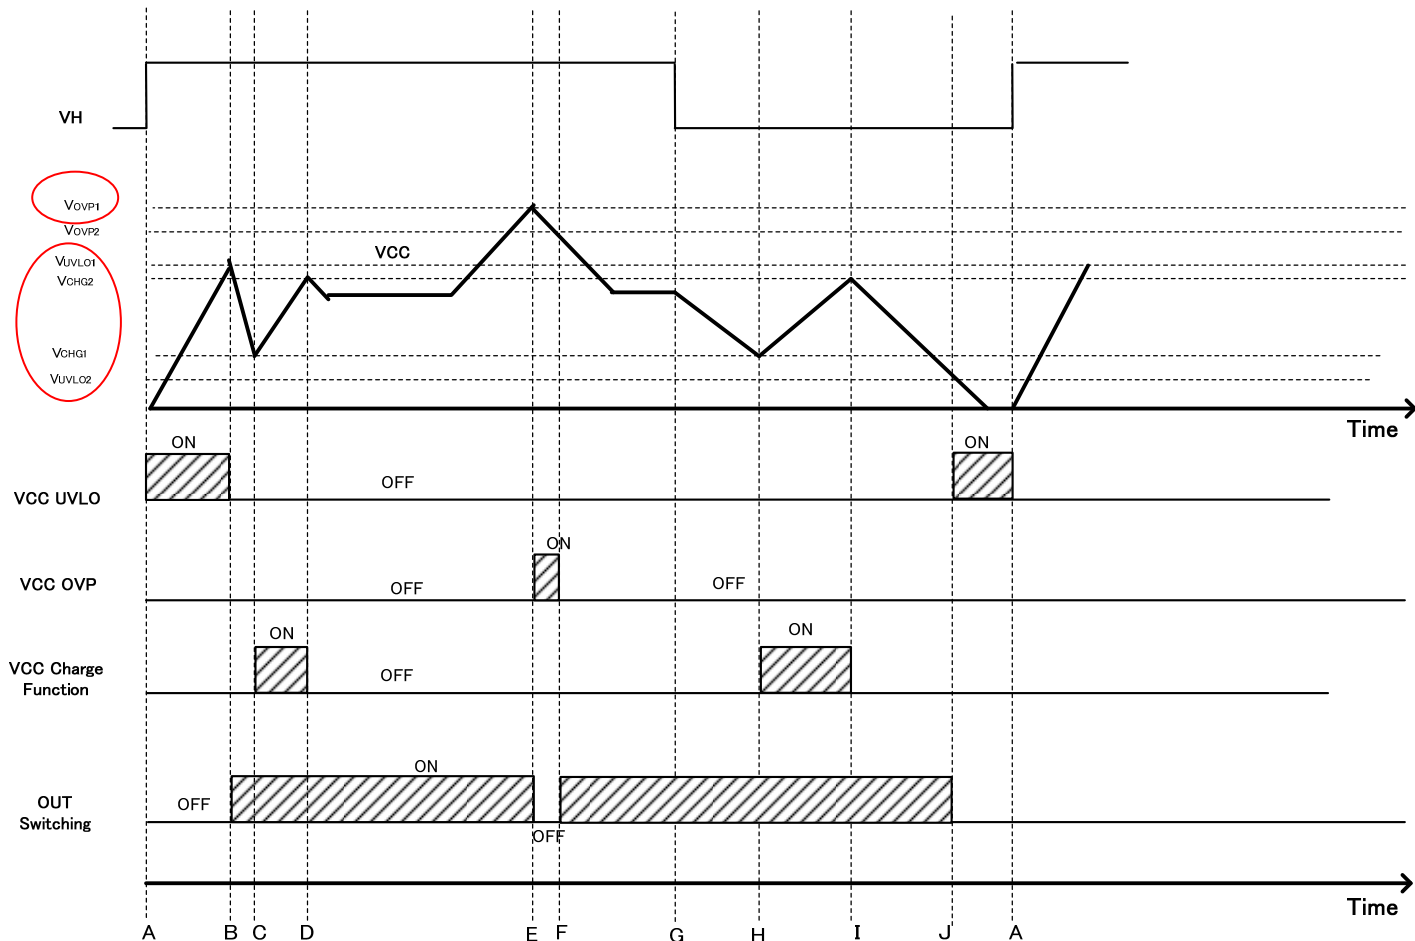 VH
VOVP1
VOVP2
VUVLO1
VCC
VCHG2
VCHG1
VUVLO2
Time
ON
ON
VCC UVLO
OFF
ON
VCC OVP
OFF
OFF
ON
ON
VCC Charge
Function
OFF
ON
OUT
Switching
OFF
OFF
Time
A B C D E F G H I J A